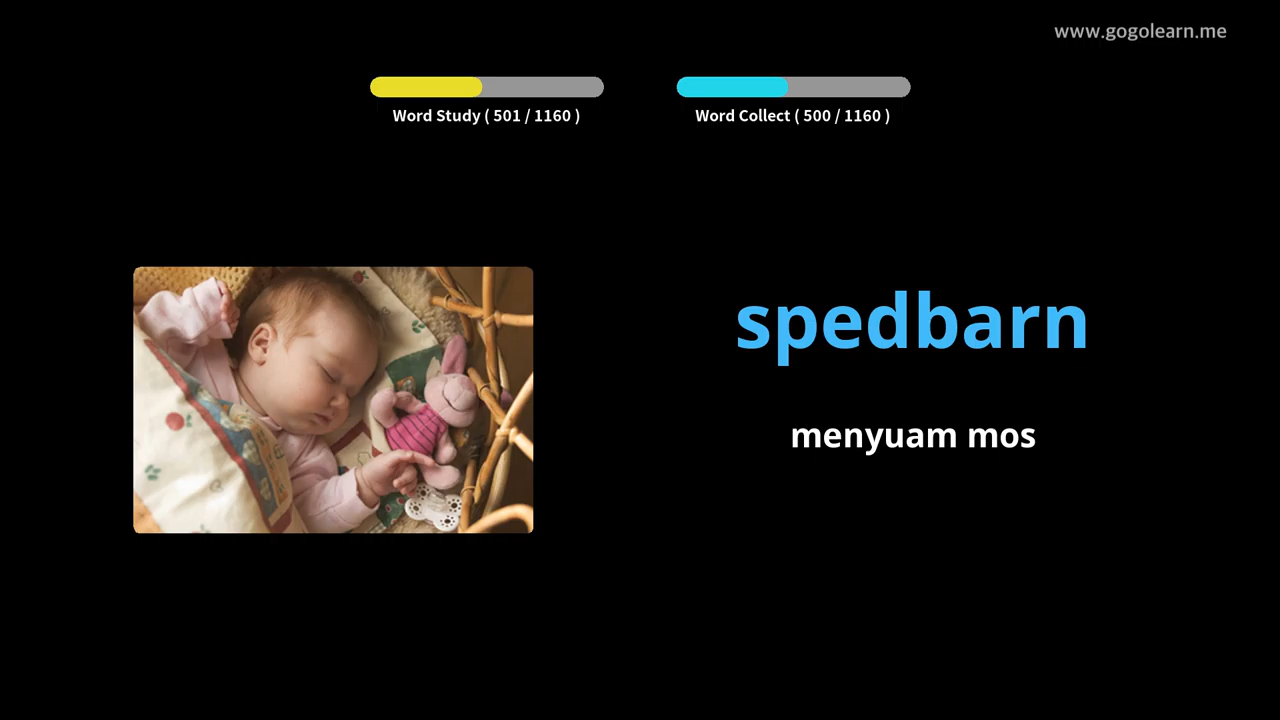 www.gogolearn.me
Word Study ( 501 / 1160 )
Word Collect ( 500 / 1160 )
spedbarn
menyuam mos